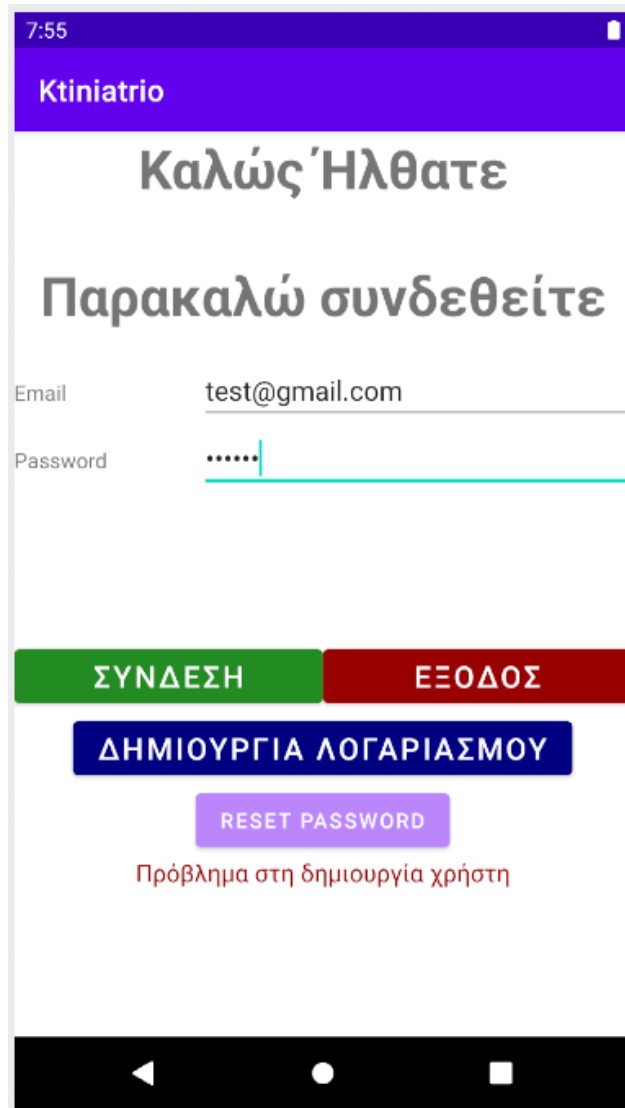 7:55
Ktiniatrio
Καλώς Ήλθατε
Παρακαλώ συνδεθείτε
Email test@gmail.com
Password ••••••
ΣΥΝΔΕΣΗ ΕΞΟΔΟΣ
ΔΗΜΙΟΥΡΓΙΑ ΛΟΓΑΡΙΑΣΜΟΥ
RESET PASSWORD
Πρόβλημα στη δημιουργία χρήστη